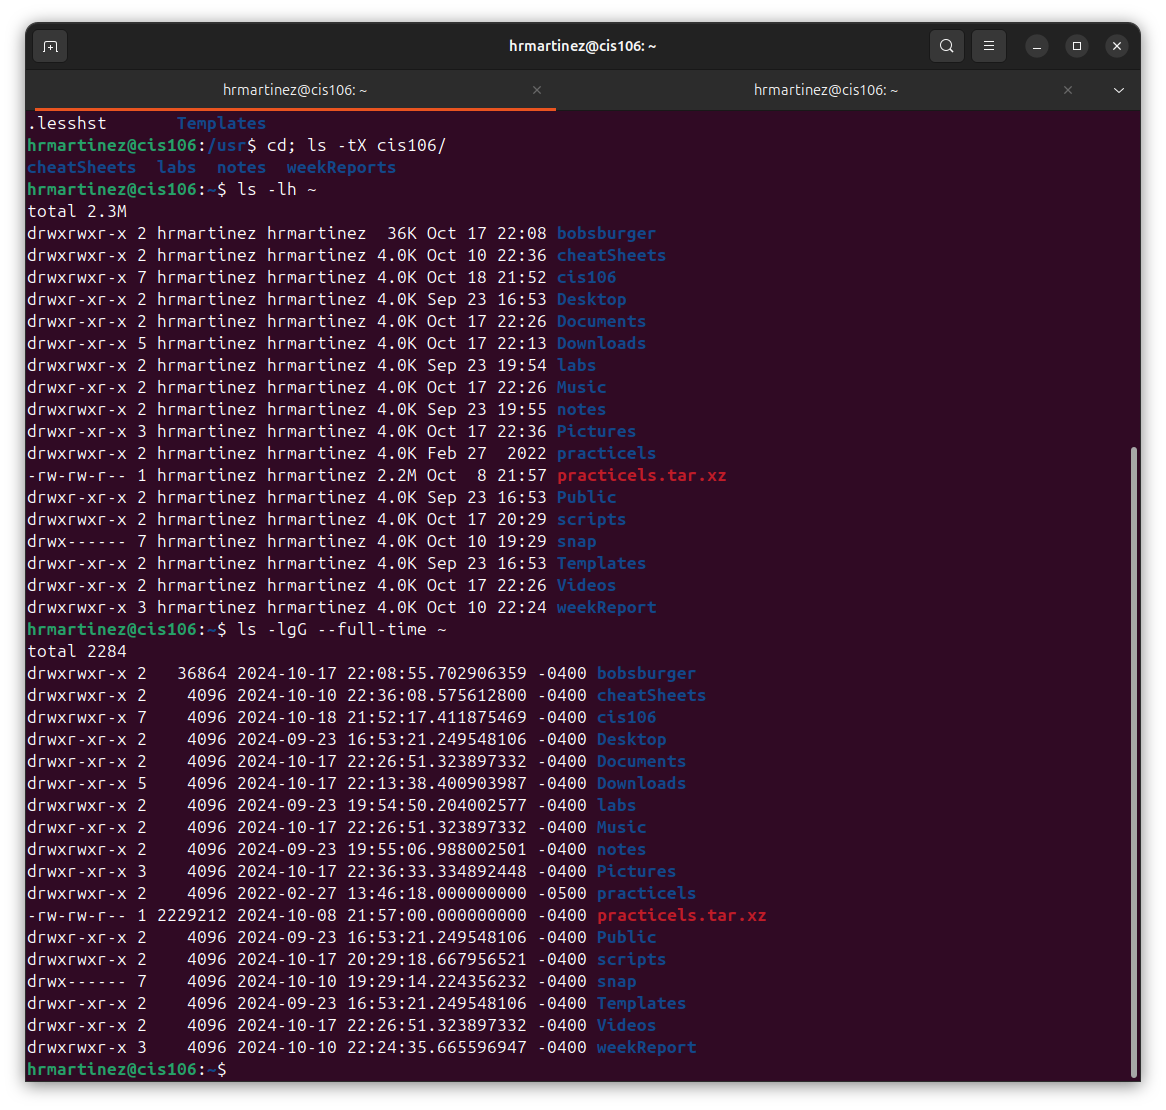 hrmartinez@cis106: ~
hrmartinez@cis106: ~
hrmartinez@cis106: ~
.lesshst       Templates
hrmartinez@cis106:/usr$ cd; ls -tX cis106/
cheatSheets  labs  notes  weekReports
hrmartinez@cis106:~$ ls -lh ~
total 2.3M
drwxrwxr-x 2 hrmartinez hrmartinez  36K Oct 17 22:08 bobsburger
drwxrwxr-x 2 hrmartinez hrmartinez 4.0K Oct 10 22:36 cheatSheets
drwxrwxr-x 7 hrmartinez hrmartinez 4.0K Oct 18 21:52 cis106
drwxr-xr-x 2 hrmartinez hrmartinez 4.0K Sep 23 16:53 Desktop
drwxr-xr-x 2 hrmartinez hrmartinez 4.0K Oct 17 22:26 Documents
drwxr-xr-x 5 hrmartinez hrmartinez 4.0K Oct 17 22:13 Downloads
drwxrwxr-x 2 hrmartinez hrmartinez 4.0K Sep 23 19:54 labs
drwxr-xr-x 2 hrmartinez hrmartinez 4.0K Oct 17 22:26 Music
drwxrwxr-x 2 hrmartinez hrmartinez 4.0K Sep 23 19:55 notes
drwxr-xr-x 3 hrmartinez hrmartinez 4.0K Oct 17 22:36 Pictures
drwxrwxr-x 2 hrmartinez hrmartinez 4.0K Feb 27  2022 practicels
-rw-rw-r-- 1 hrmartinez hrmartinez 2.2M Oct  8 21:57 practicels.tar.xz
drwxr-xr-x 2 hrmartinez hrmartinez 4.0K Sep 23 16:53 Public
drwxrwxr-x 2 hrmartinez hrmartinez 4.0K Oct 17 20:29 scripts
drwx------ 7 hrmartinez hrmartinez 4.0K Oct 10 19:29 snap
drwxr-xr-x 2 hrmartinez hrmartinez 4.0K Sep 23 16:53 Templates
drwxr-xr-x 2 hrmartinez hrmartinez 4.0K Oct 17 22:26 Videos
drwxrwxr-x 3 hrmartinez hrmartinez 4.0K Oct 10 22:24 weekReport
hrmartinez@cis106:~$ ls -lgG --full-time ~
total 2284
drwxrwxr-x 2   36864 2024-10-17 22:08:55.702906359 -0400 bobsburger
drwxrwxr-x 2    4096 2024-10-10 22:36:08.575612800 -0400 cheatSheets
drwxrwxr-x 7    4096 2024-10-18 21:52:17.411875469 -0400 cis106
drwxr-xr-x 2    4096 2024-09-23 16:53:21.249548106 -0400 Desktop
drwxr-xr-x 2    4096 2024-10-17 22:26:51.323897332 -0400 Documents
drwxr-xr-x 5    4096 2024-10-17 22:13:38.400903987 -0400 Downloads
drwxrwxr-x 2    4096 2024-09-23 19:54:50.204002577 -0400 labs
drwxr-xr-x 2    4096 2024-10-17 22:26:51.323897332 -0400 Music
drwxrwxr-x 2    4096 2024-09-23 19:55:06.988002501 -0400 notes
drwxr-xr-x 3    4096 2024-10-17 22:36:33.334892448 -0400 Pictures
drwxrwxr-x 2    4096 2022-02-27 13:46:18.000000000 -0500 practicels
-rw-rw-r-- 1 2229212 2024-10-08 21:57:00.000000000 -0400 practicels.tar.xz
drwxr-xr-x 2    4096 2024-09-23 16:53:21.249548106 -0400 Public
drwxrwxr-x 2    4096 2024-10-17 20:29:18.667956521 -0400 scripts
drwx------ 7    4096 2024-10-10 19:29:14.224356232 -0400 snap
drwxr-xr-x 2    4096 2024-09-23 16:53:21.249548106 -0400 Templates
drwxr-xr-x 2    4096 2024-10-17 22:26:51.323897332 -0400 Videos
drwxrwxr-x 3    4096 2024-10-10 22:24:35.665596947 -0400 weekReport
hrmartinez@cis106:~$